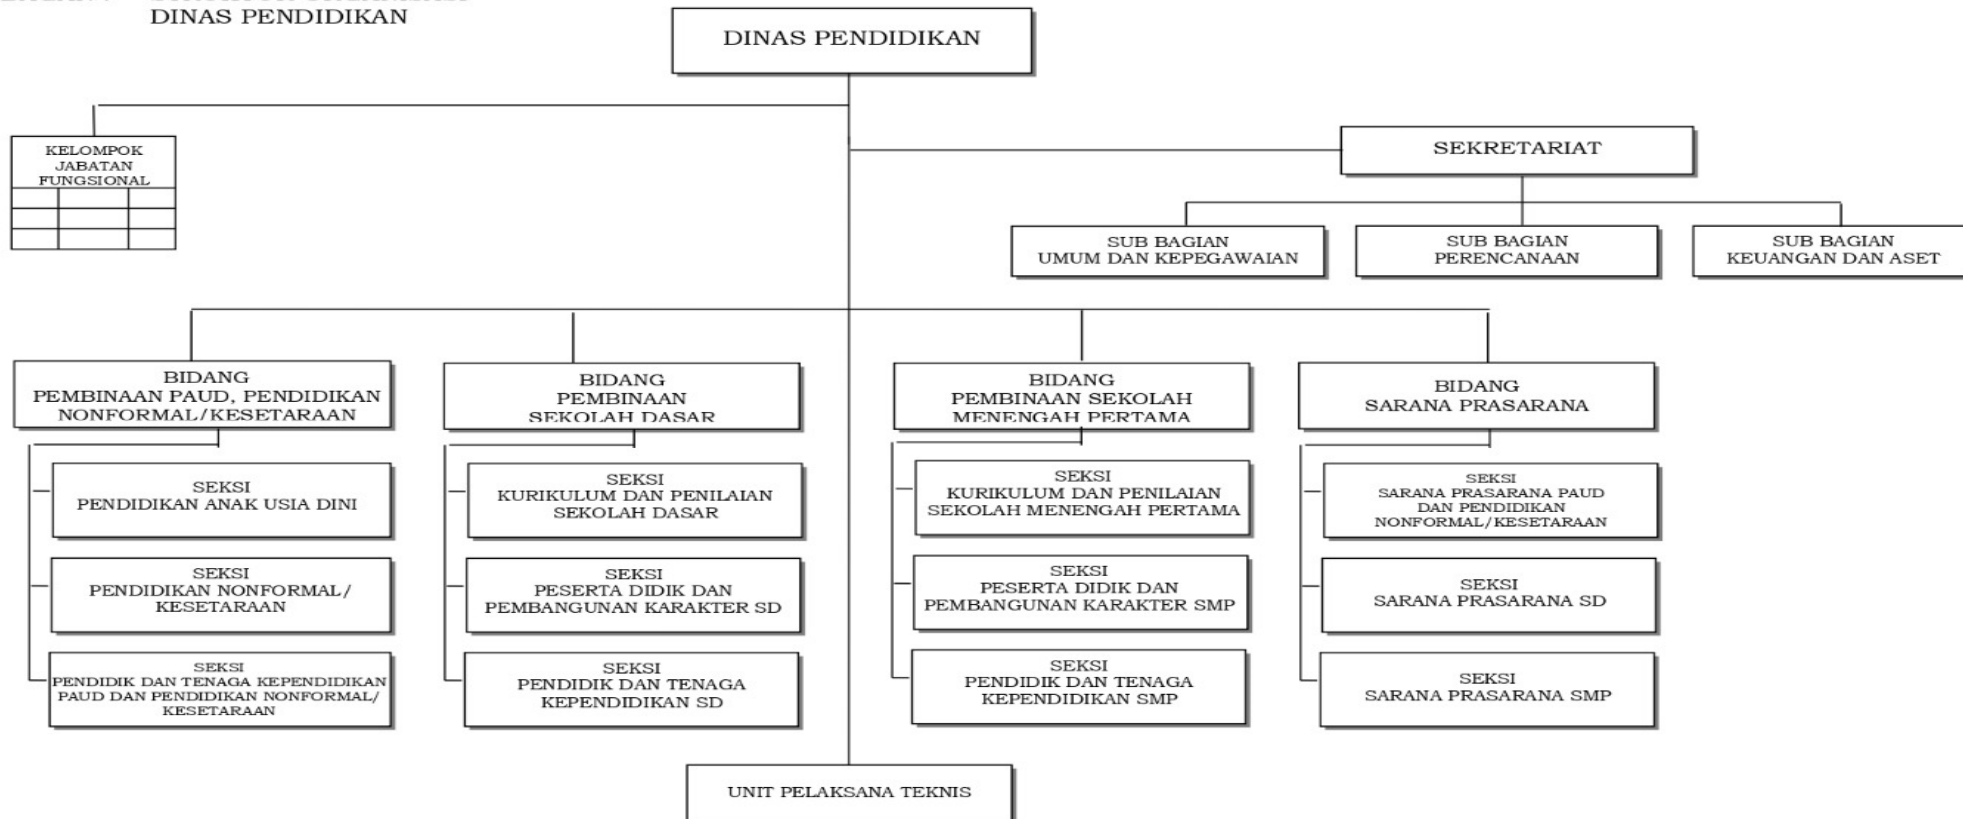 DINAS PENDIDIKAN
DINAS PENDIDIKAN
KELOMPOK
JABATAN
FUNGSIONAL
SEKRETARIAT
SUB BAGIAN
UMUM DAN KEPEGAWAIAN
SUB BAGIAN
PERENCANAAN
SUB BAGIAN
KEUANGAN DAN ASET
BIDANG
PEMBINAAN PAUD, PENDIDIKAN
NONFORMAL/KESETARAAN
BIDANG
PEMBINAAN
SEKOLAH DASAR
BIDANG
PEMBINAAN SEKOLAH
MENENGAH PERTAMA
BIDANG
SARANA PRASARANA
SEKSI
PENDIDIKAN ANAK USIA DINI
SEKSI
KURIKULUM DAN PENILAIAN
SEKOLAH DASAR
SEKSI
KURIKULUM DAN PENILAIAN
SEKOLAH MENENGAH PERTAMA
SEKSI
SARANA PRASARANA PAUD
DAN PENDIDIKAN
NONFORMAL/KESETARAAN
SEKSI
PENDIDIKAN NONFORMAL/
KESETARAAN
SEKSI
PESERTA DIDIK DAN
PEMBANGUNAN KARAKTER SD
SEKSI
PESERTA DIDIK DAN
PEMBANGUNAN KARAKTER SMP
SEKSI
SARANA PRASARANA SD
SEKSI
PENDIDIK DAN TENAGA KEPENDIDIKAN
PAUD DAN PENDIDIKAN NONFORMAL/
KESETARAAN
SEKSI
PENDIDIK DAN TENAGA
KEPENDIDIKAN SD
SEKSI
PENDIDIK DAN TENAGA
KEPENDIDIKAN SMP
SEKSI
SARANA PRASARANA SMP
UNIT PELAKSANA TEKNIS